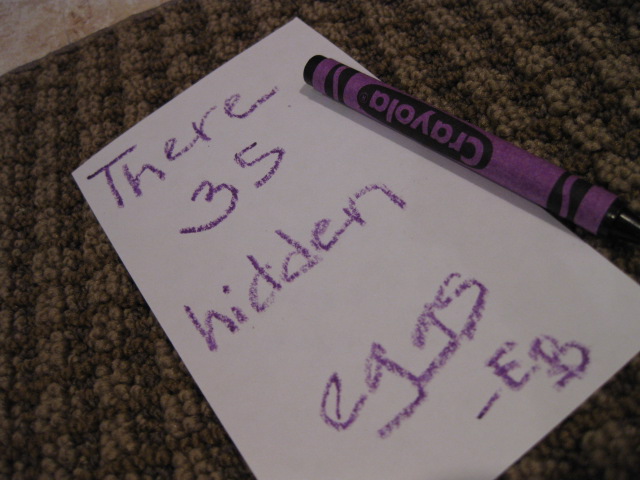 There
35
hidden
eggs
-EB
Crayola